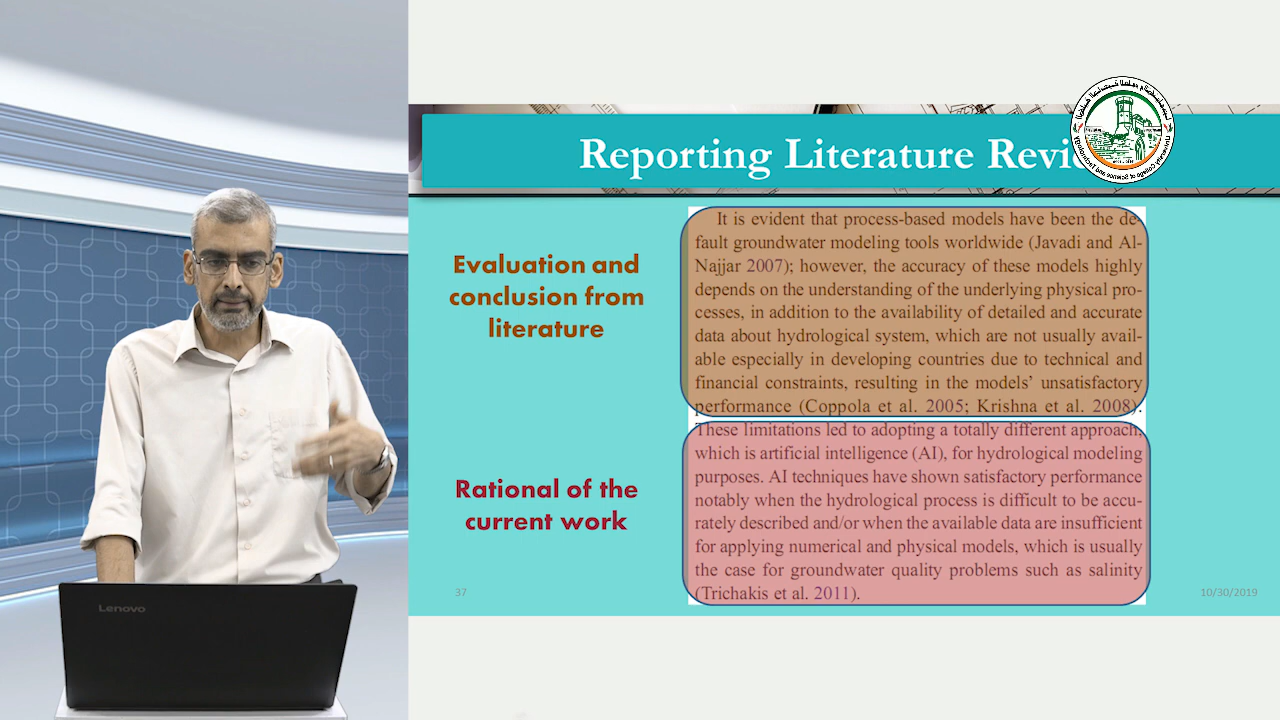 Reporting Literature Revi
Evaluation and
conclusion from
literature
It is evident that process-based models have been the de-
fault groundwater modeling tools worldwide (Javadi and Al-
Najjar 2007); however, the accuracy of these models highly
depends on the understanding of the underlying physical pro-
cesses, in addition to the availability of detailed and accurate
data about hydrological system, which are not usually avail-
able especially in developing countries due to technical and
financial constraints, resulting in the models' unsatisfactory
performance (Coppola et al. 2005; Krishna et al. 2008).
Rational of the
current work
These limitations led to adopting a totally different approach,
which is artificial intelligence (AI), for hydrological modeling
purposes. AI techniques have shown satisfactory performance
notably when the hydrological process is difficult to be accu-
rately described and/or when the available data are insufficient
for applying numerical and physical models, which is usually
the case for groundwater quality problems such as salinity
(Trichakis et al. 2011).
37
10/30/2019
Lenovo